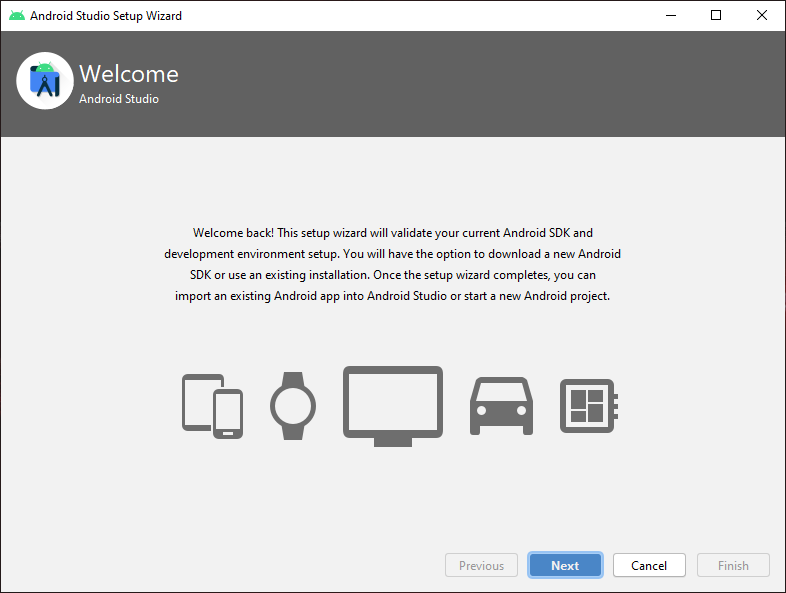 Android Studio Setup Wizard
Welcome
Android Studio
Welcome back! This setup wizard will validate your current Android SDK and
development environment setup. You will have the option to download a new Android
SDK or use an existing installation. Once the setup wizard completes, you can
import an existing Android app into Android Studio or start a new Android project.
Previous
Next
Cancel
Finish